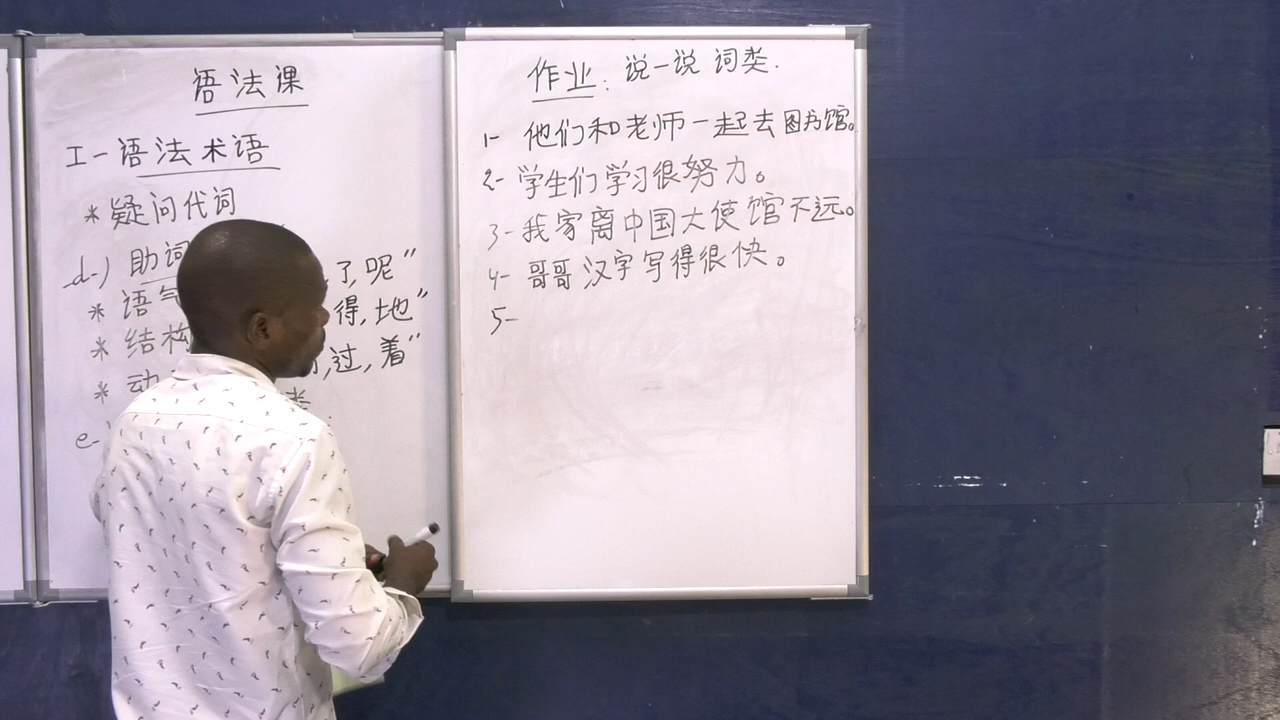 语法课
I-语法术语
* 疑问代词
d-) 助词
* 语气 了,呢"
* 结构 得,地"
* 动 过,着"
e- 类
作业: 说一说 词类.
1- 他们和老师一起去图书馆。
2- 学生们学习很努力。
3- 我家离中国大使馆不远。
4- 哥哥汉字写得很快。
5-